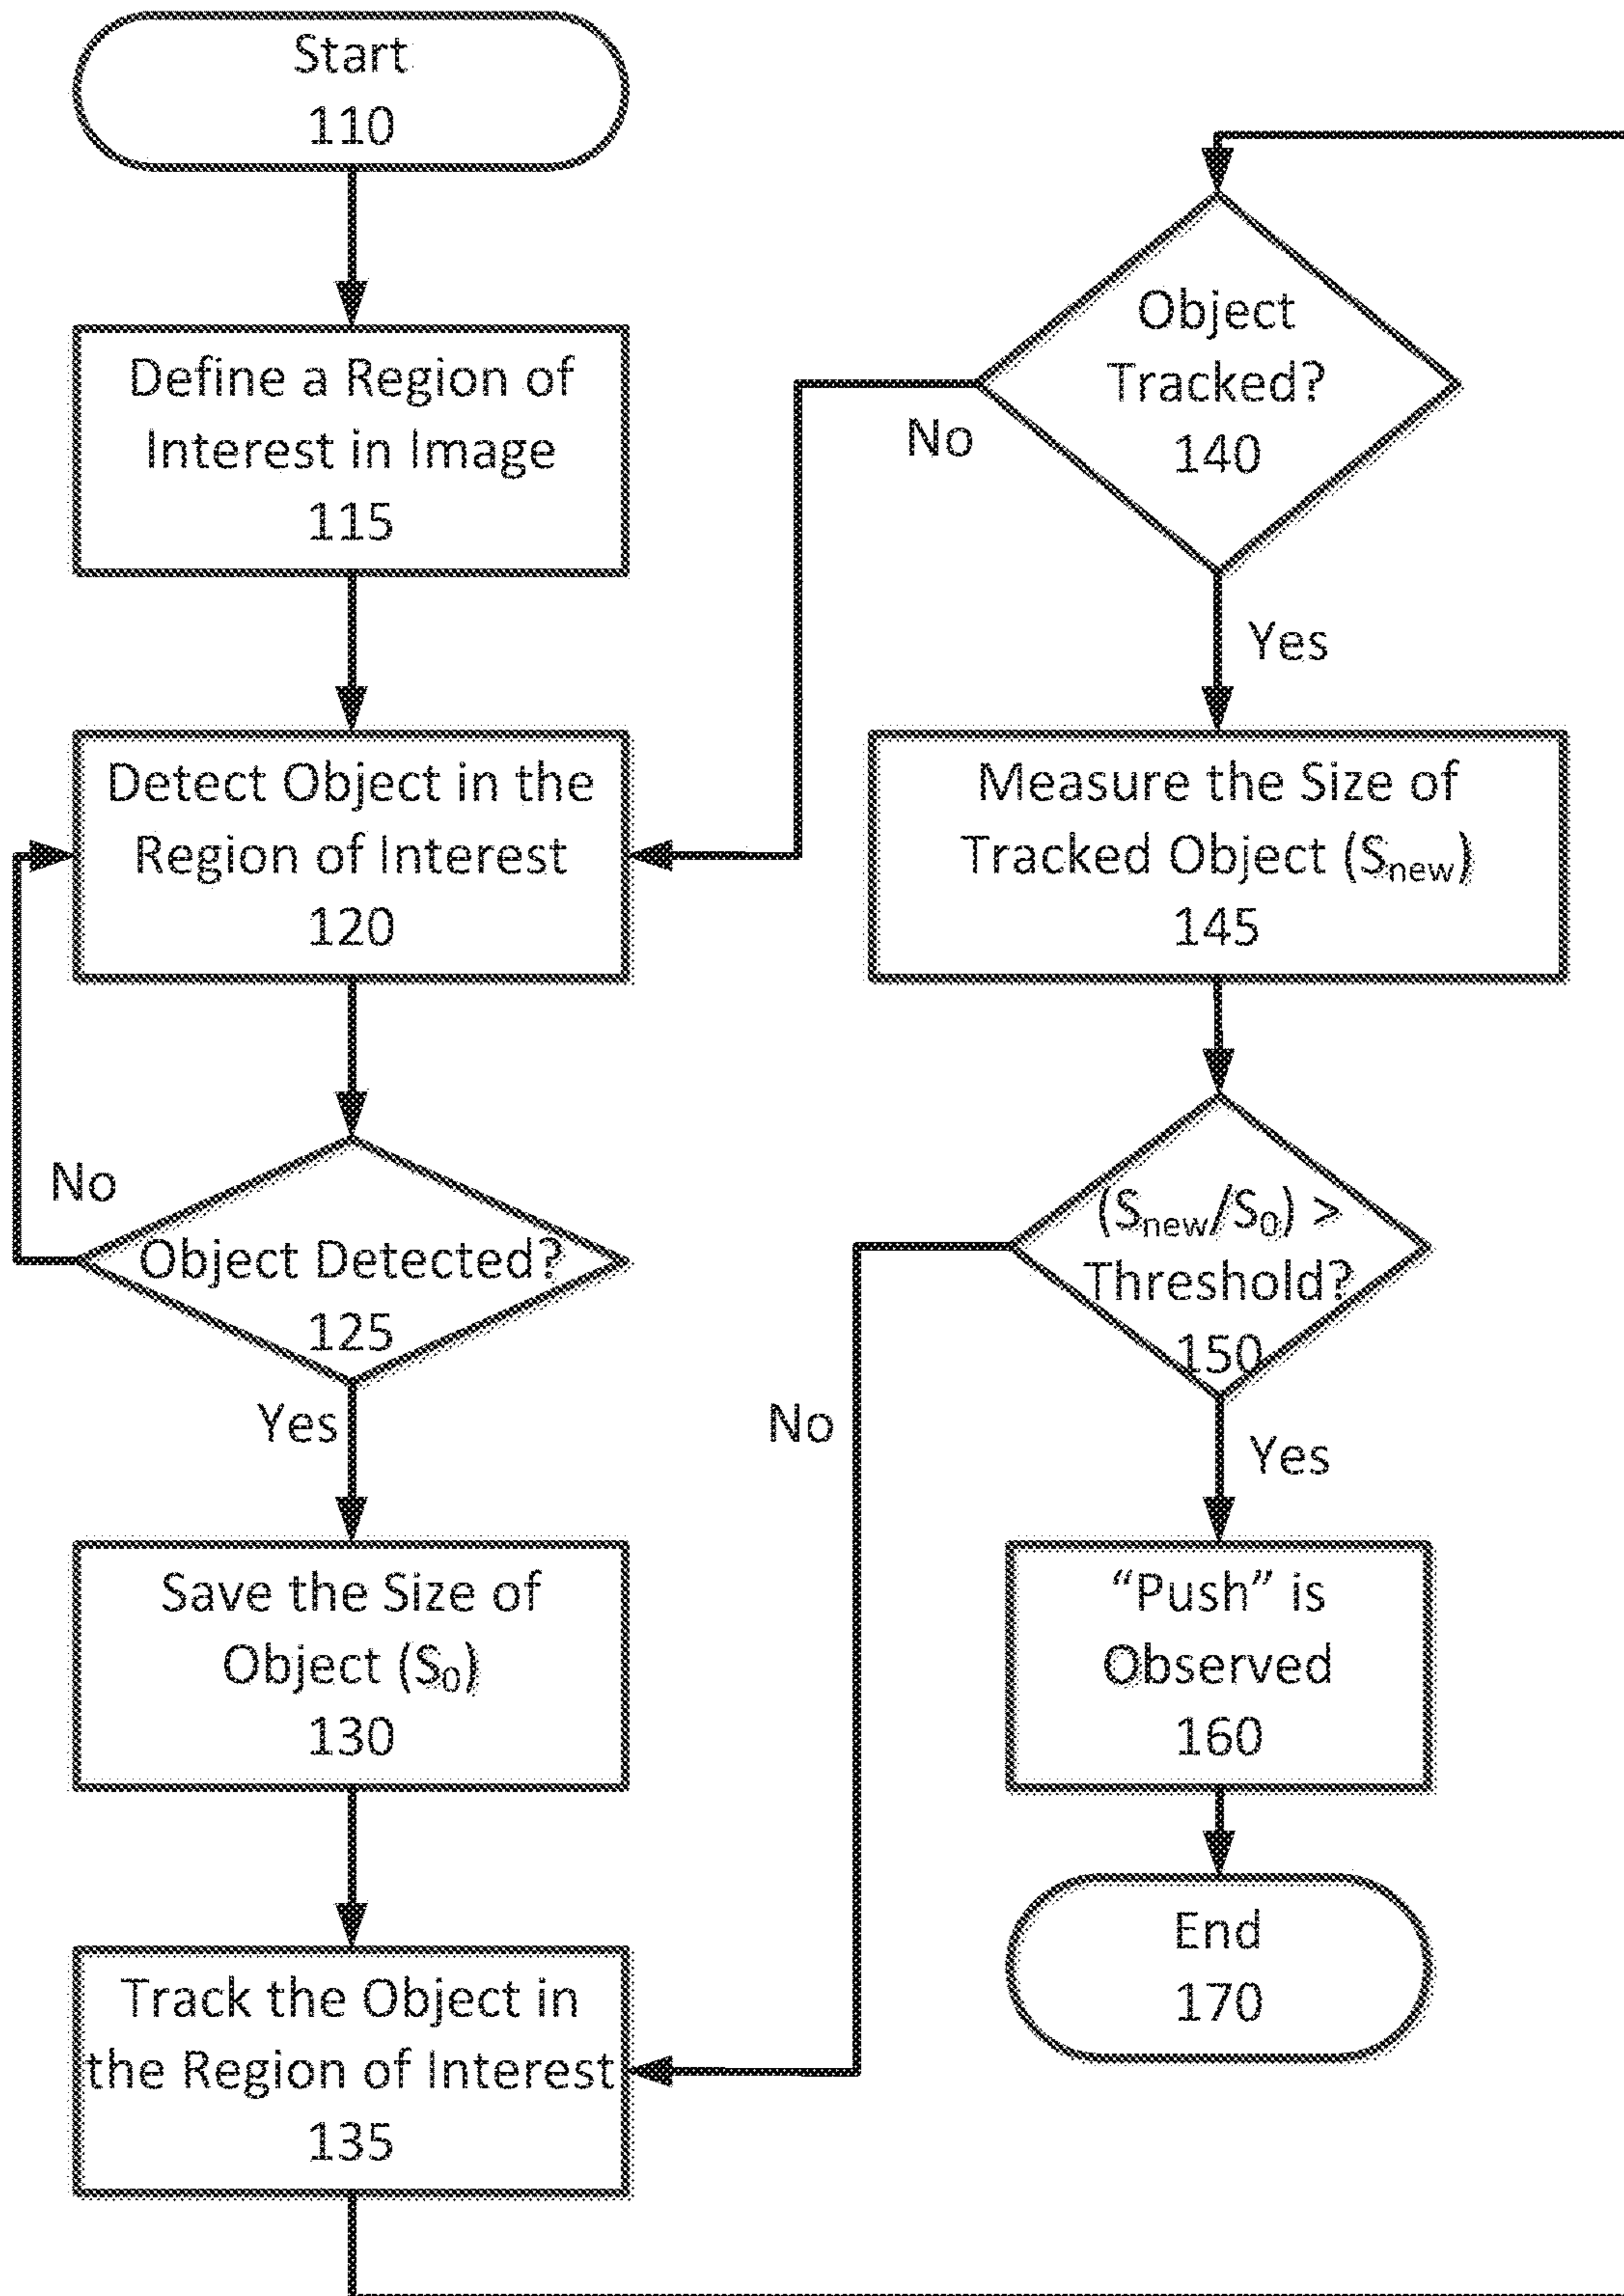 Start
110
Define a Region of
Interest in Image
115
Detect Object in the
Region of Interest
120
No
Object Detected?
125
Yes
Save the Size of
Object (S0)
130
Track the Object in
the Region of Interest
135
Object
Tracked?
140
No
Yes
Measure the Size of
Tracked Object (Snew)
145
(Snew/S0) >
Threshold?
150
No
Yes
“Push” is
Observed
160
End
170